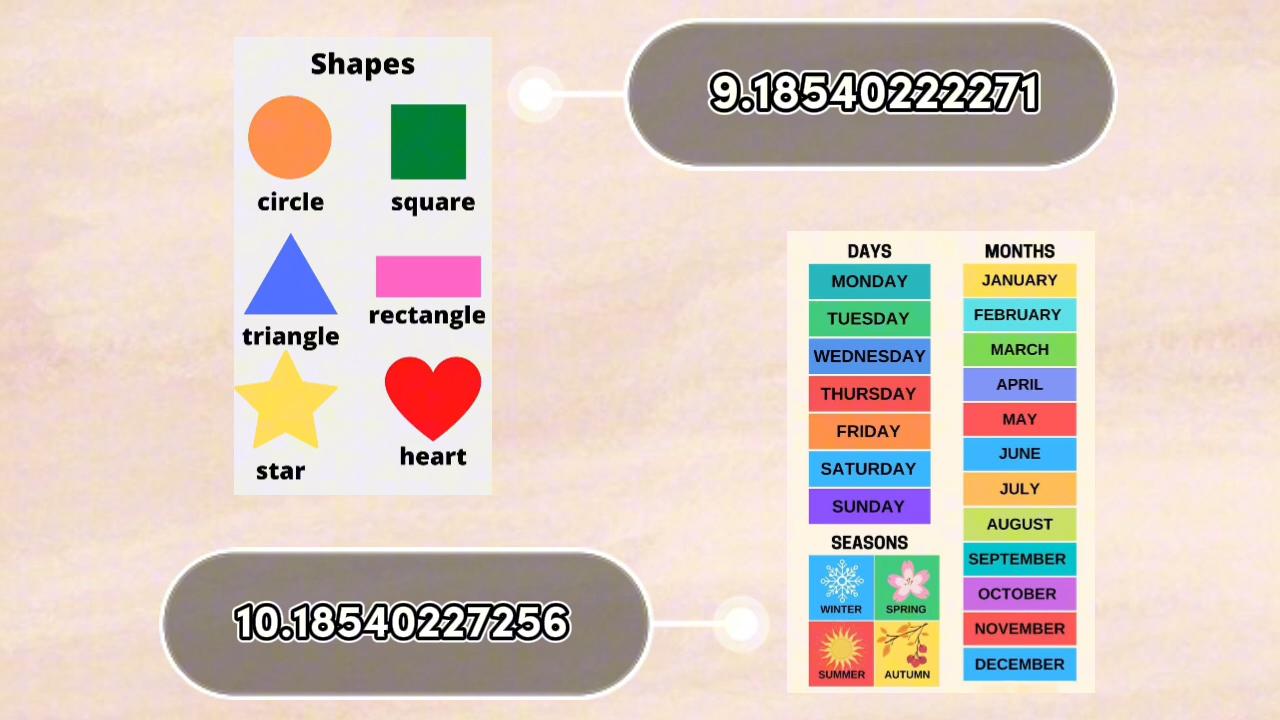 Shapes
circle
square
triangle
rectangle
star
heart
9.18540222271
DAYS
MONDAY
TUESDAY
WEDNESDAY
THURSDAY
FRIDAY
SATURDAY
SUNDAY
SEASONS
WINTER
SPRING
SUMMER
AUTUMN
MONTHS
JANUARY
FEBRUARY
MARCH
APRIL
MAY
JUNE
JULY
AUGUST
SEPTEMBER
OCTOBER
NOVEMBER
DECEMBER
10.18540227256